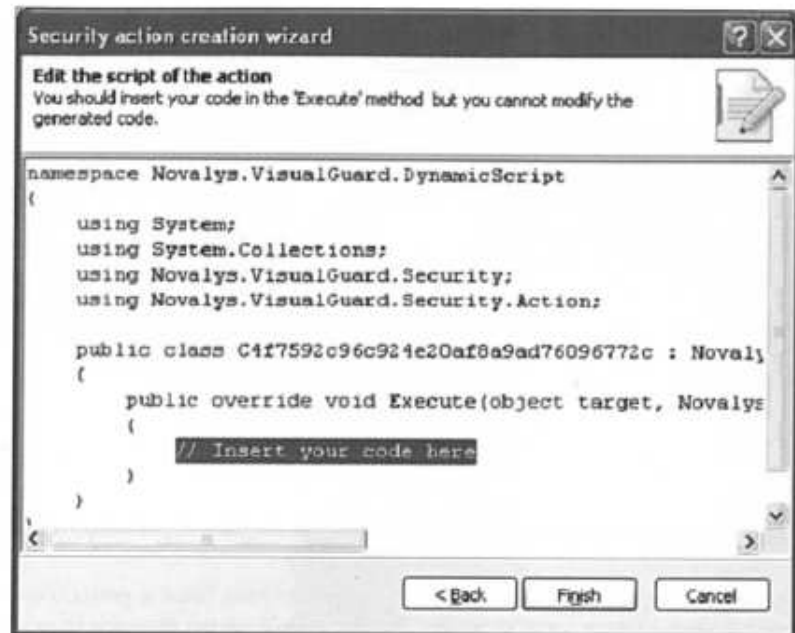 Security action creation wizard
Edit the script of the action
You should insert your code in the 'Execute' method but you cannot modify the
generated code.
namespace Novalys.VisualGuard.DynamicScript
{
using System;
using System.Collections;
using Novalys.VisualGuard.Security;
using Novalys.VisualGuard.Security.Action;
public class C4f7592c96c924e20af8a9ad76096772c : Novaly
{
public override void Execute(object target, Novalys
{
// Insert your code here
}
}
< Back
Finish
Cancel